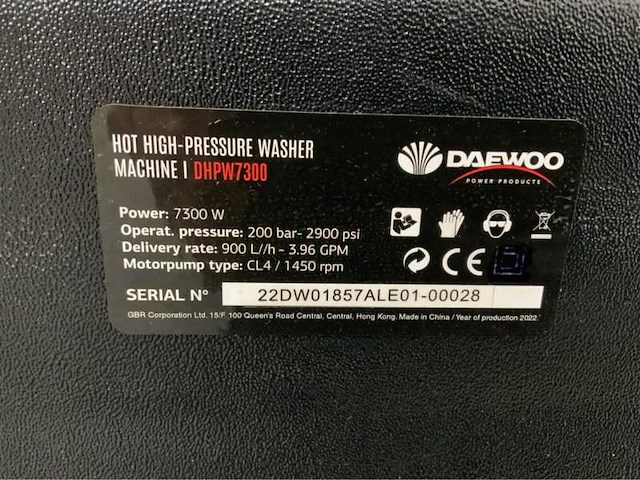 HOT HIGH-PRESSURE WASHER
MACHINE I DHPW7300
DAEWOO
POWER PRODUCTS
Power: 7300 W
Operat. pressure: 200 bar- 2900 psi
Delivery rate: 900 L//h - 3.96 GPM
Motorpump type: CL4 / 1450 rpm
CE
SERIAL N° 22DW01857ALE01-00028
GBR Corporation Ltd. 15/F. 100 Queen's Road Central, Central, Hong Kong. Made in China / Year of production 2022.